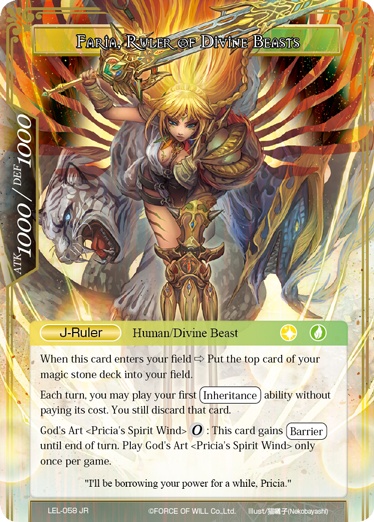 Faria, Ruler of Divine Beasts
ATK 1000 / DEF 1000
J-Ruler Human/Divine Beast
When this card enters your field ⇨ Put the top card of your
magic stone deck into your field.
Each turn, you may play your first Inheritance ability without
paying its cost. You still discard that card.
God's Art <Pricia's Spirit Wind> 0 : This card gains Barrier
until end of turn. Play God's Art <Pricia's Spirit Wind> only
once per game.
"I'll be borrowing your power for a while, Pricia."
LEL-058 JR ©FORCE OF WILL Co.,Ltd. Illust/猫囃子(Nekobayashi)